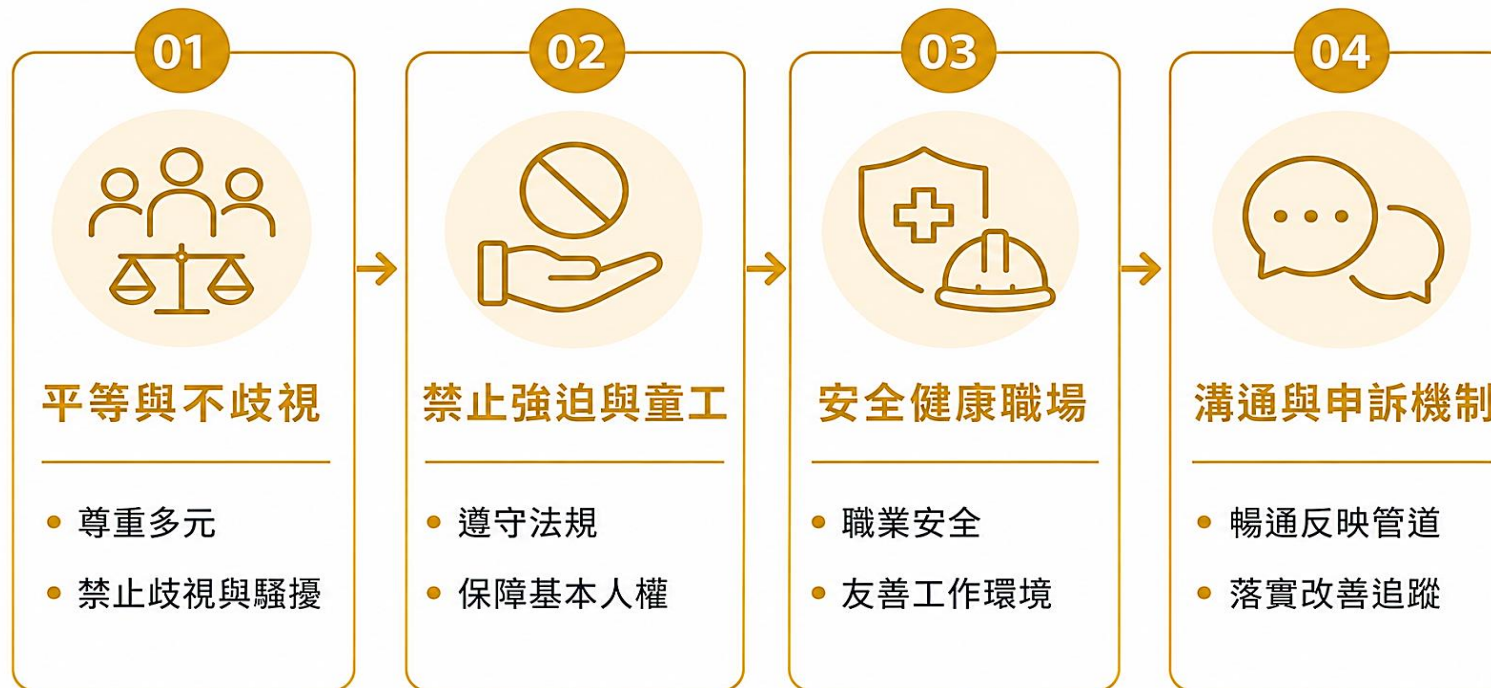 01
平等與不歧視
• 尊重多元
• 禁止歧視與騷擾
02
禁止強迫與童工
• 遵守法規
• 保障基本人權
03
安全健康職場
• 職業安全
• 友善工作環境
04
溝通與申訴機制
• 暢通反映管道
• 落實改善追蹤